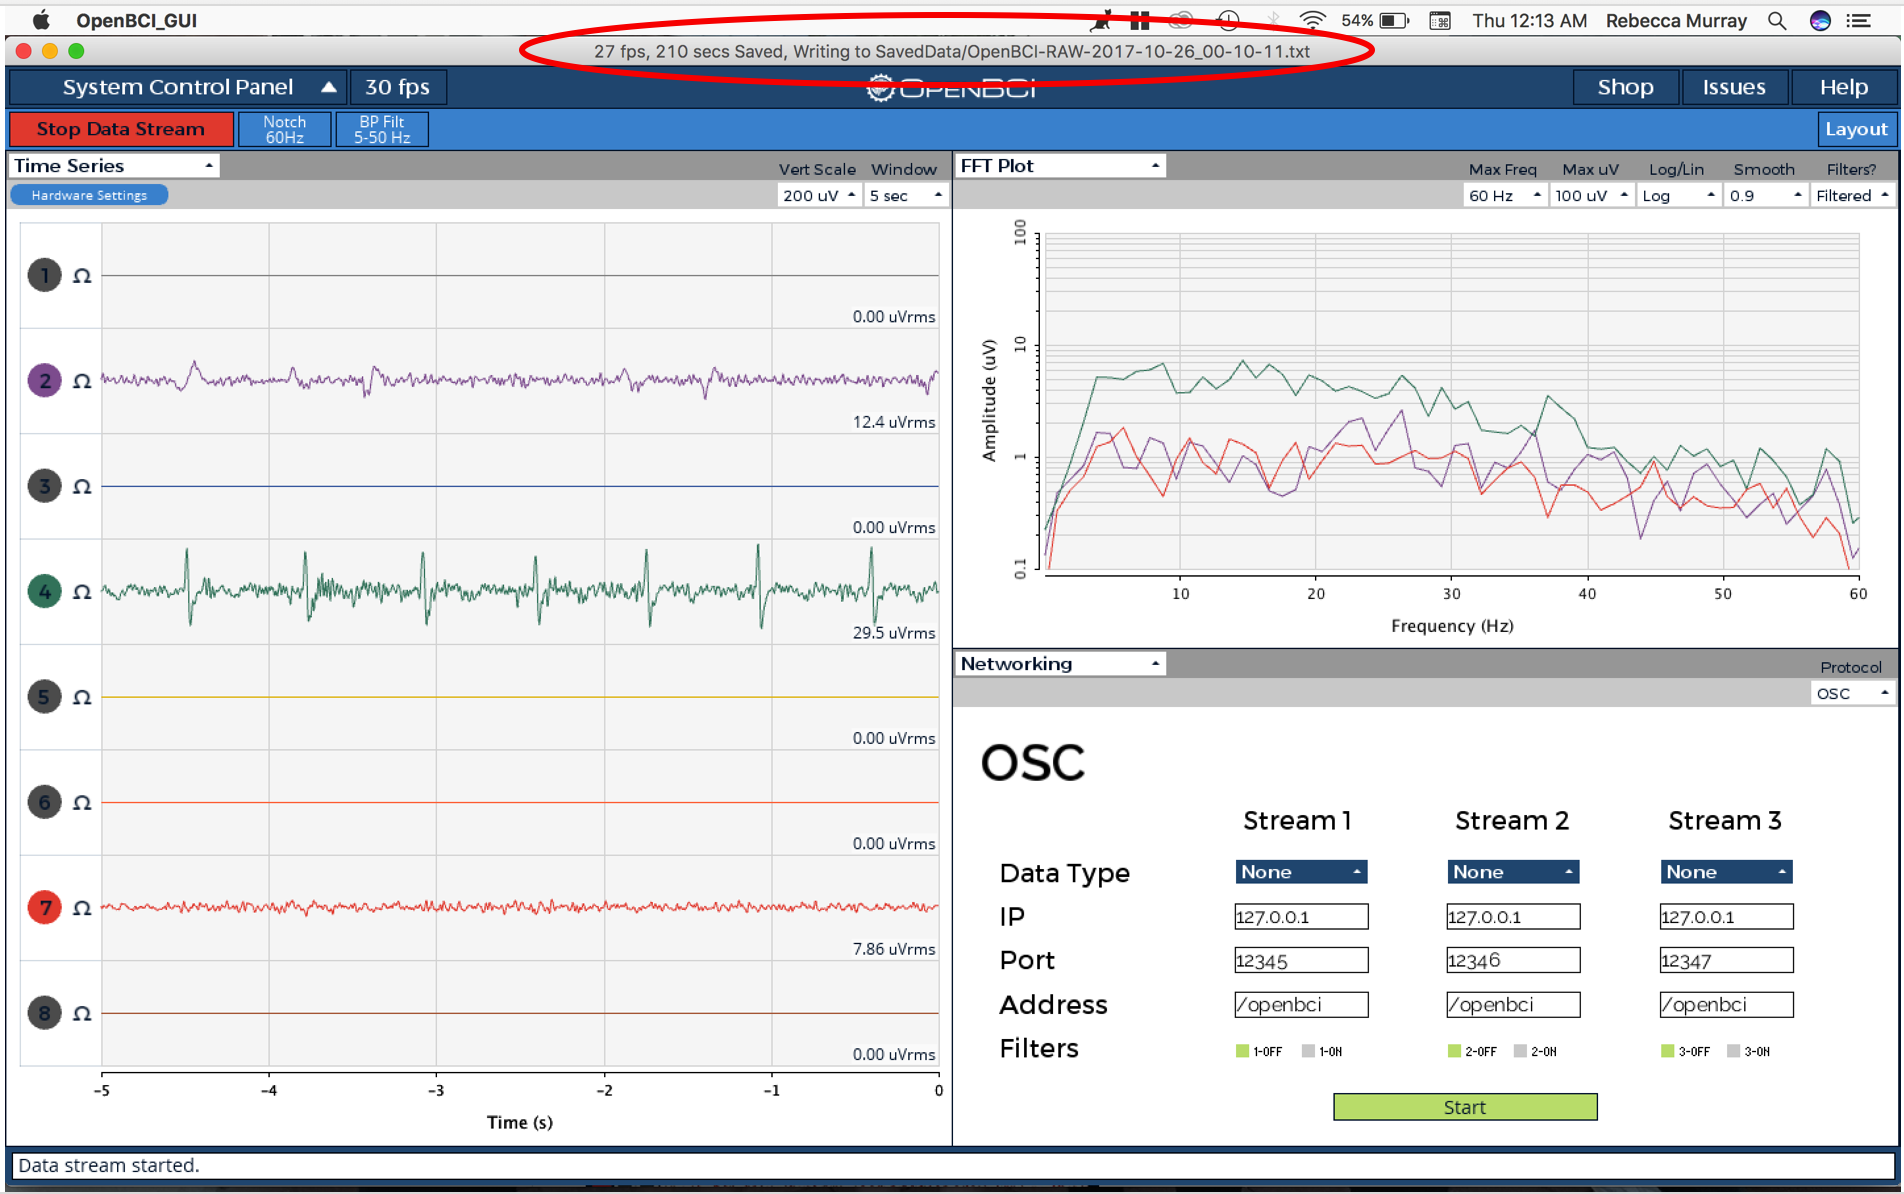 OpenBCI_GUI
54%
Thu 12:13 AM Rebecca Murray
27 fps, 210 secs Saved, Writing to SavedData/OpenBCI-RAW-2017-10-26_00-10-11.txt
System Control Panel 30 fps
OPENBCI
Shop Issues Help
Stop Data Stream
Notch
60Hz
BP Filt
5-50 Hz
Layout
Time Series
Vert Scale Window
Hardware Settings
200 uV 5 sec
1 Ω
0.00 uVrms
2 Ω
12.4 uVrms
3 Ω
0.00 uVrms
4 Ω
29.5 uVrms
5 Ω
0.00 uVrms
6 Ω
0.00 uVrms
7 Ω
7.86 uVrms
8 Ω
0.00 uVrms
-5 -4 -3 -2 -1 0
Time (s)
FFT Plot
Max Freq Max uV Log/Lin Smooth Filters?
60 Hz 100 uV Log 0.9 Filtered
100
10
1
0.1
Amplitude (uV)
10 20 30 40 50 60
Frequency (Hz)
Networking
Protocol
OSC
OSC
Stream 1 Stream 2 Stream 3
Data Type None None None
IP 127.0.0.1 127.0.0.1 127.0.0.1
Port 12345 12346 12347
Address /openbci /openbci /openbci
Filters 1-OFF 1-ON 2-OFF 2-ON 3-OFF 3-ON
Start
Data stream started.